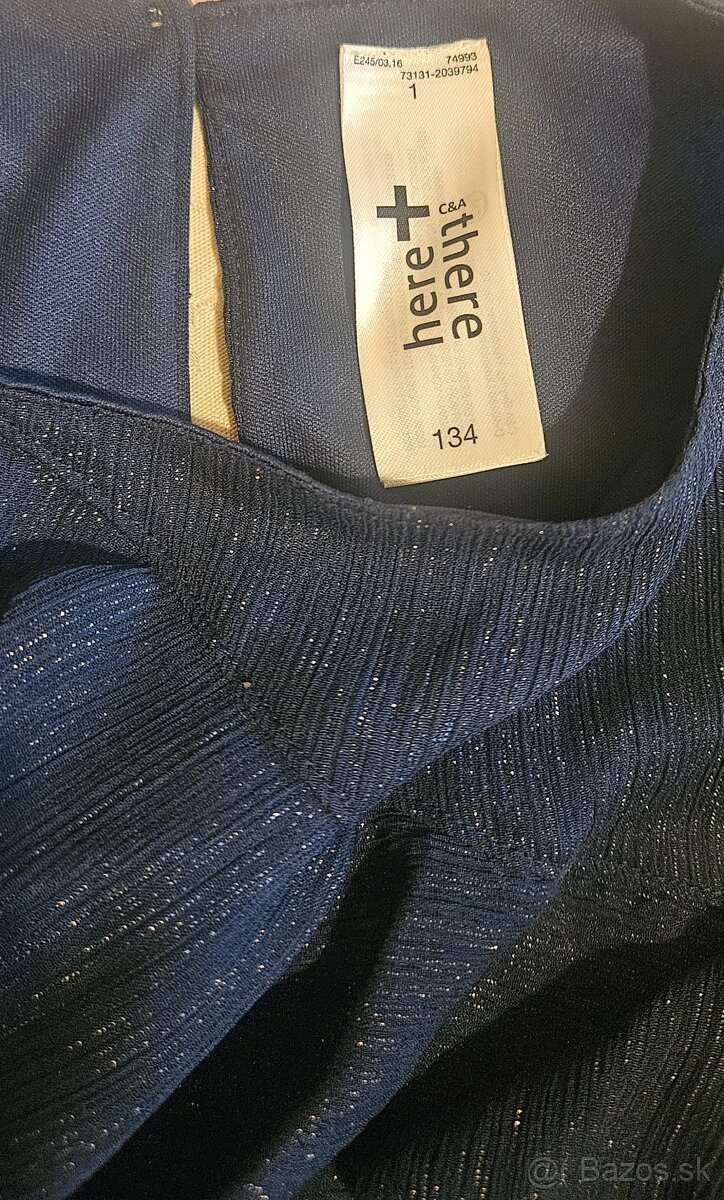 E245/03.16 74993
73131-2039794
1
here+
C&A
there
134
@ Bazos.sk